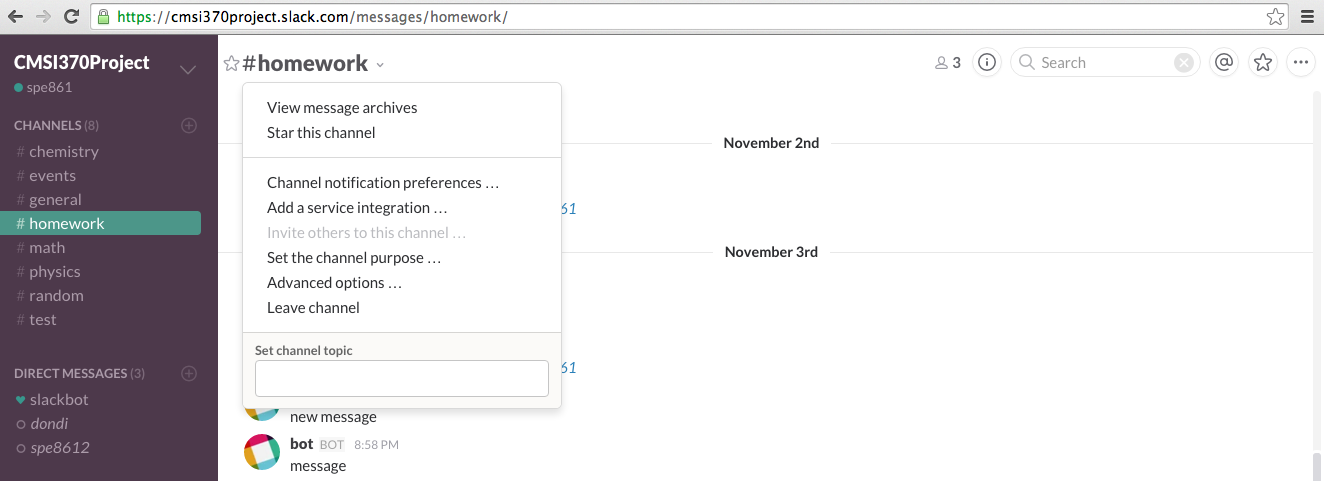 https://cmsi370project.slack.com/messages/homework/
CMSI370Project
spe861
CHANNELS (8)
# chemistry
# events
# general
# homework
# math
# physics
# random
# test
DIRECT MESSAGES (3)
slackbot
dondi
spe8612
#homework
3
Search
View message archives
Star this channel
Channel notification preferences …
Add a service integration …
Invite others to this channel …
Set the channel purpose …
Advanced options …
Leave channel
Set channel topic
November 2nd
61
November 3rd
61
new message
bot BOT 8:58 PM
message